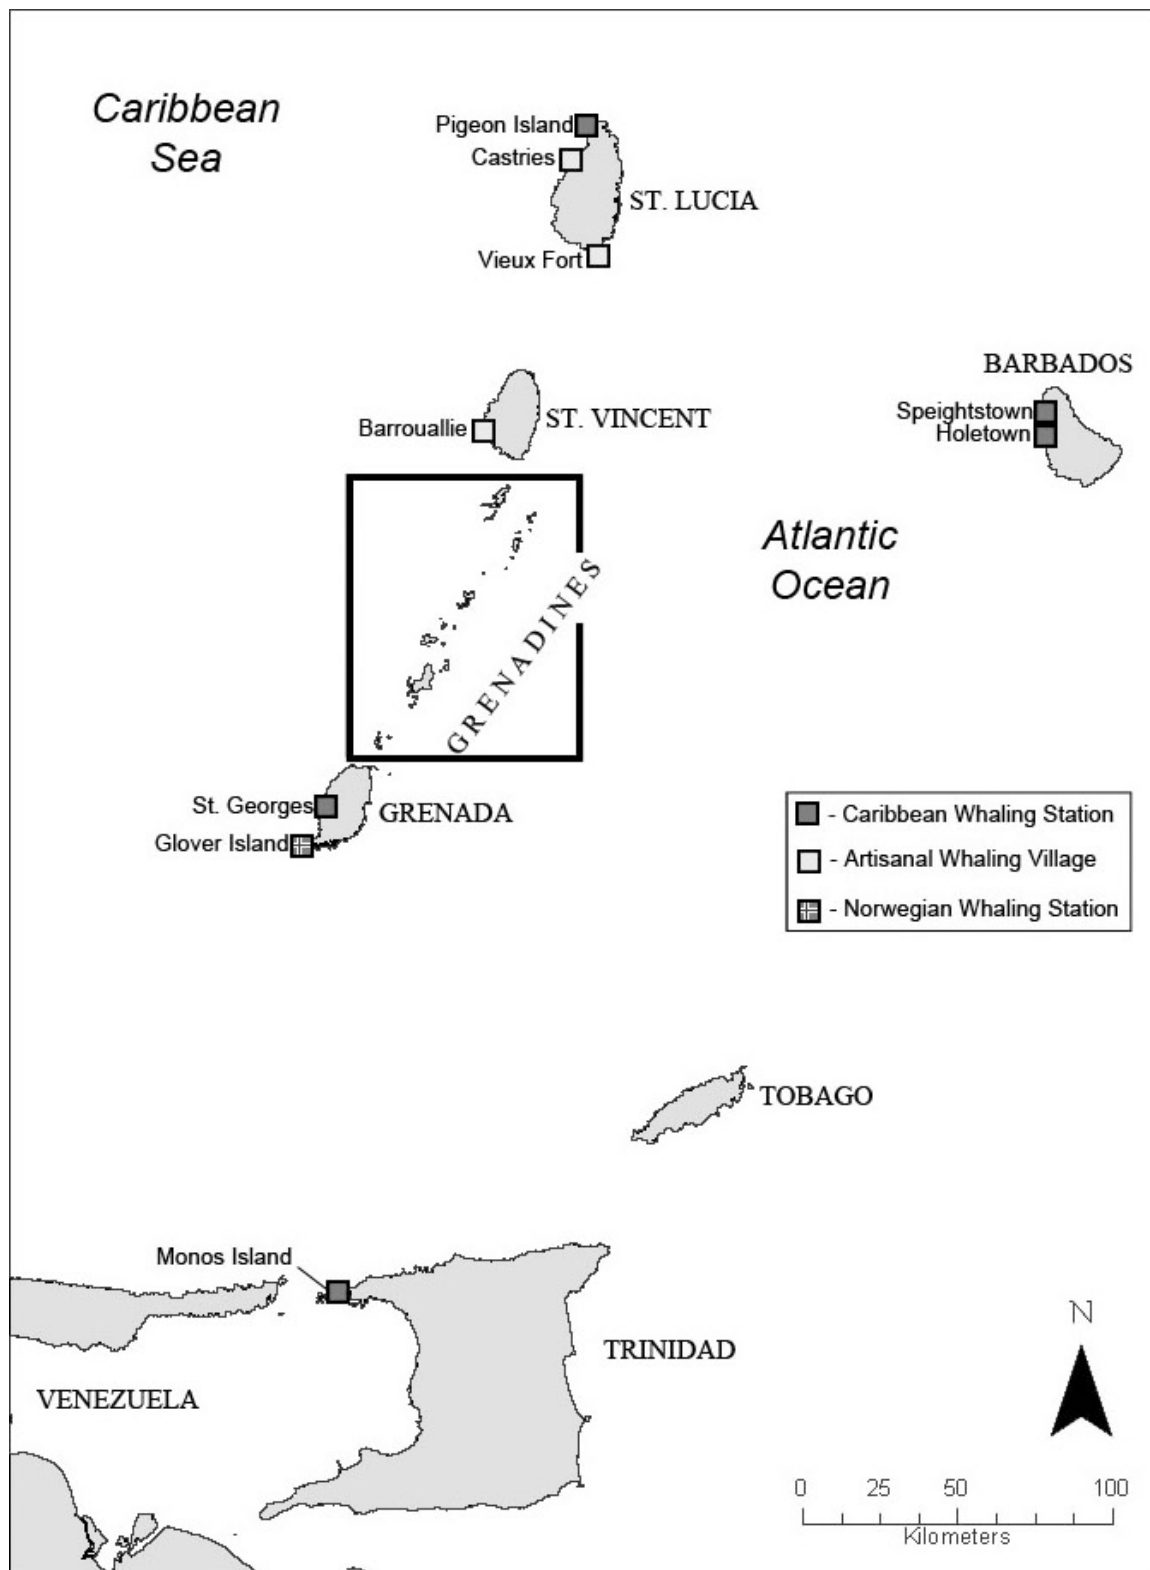 Caribbean
Sea
Pigeon Island
Castries
ST. LUCIA
Vieux Fort
BARBADOS
Speightstown
Holetown
ST. VINCENT
Barrouallie
Atlantic
Ocean
GRENADINES
St. Georges
GRENADA
Glover Island
- Caribbean Whaling Station
- Artisanal Whaling Village
- Norwegian Whaling Station
TOBAGO
Monos Island
TRINIDAD
VENEZUELA
N
0 25 50 100
Kilometers